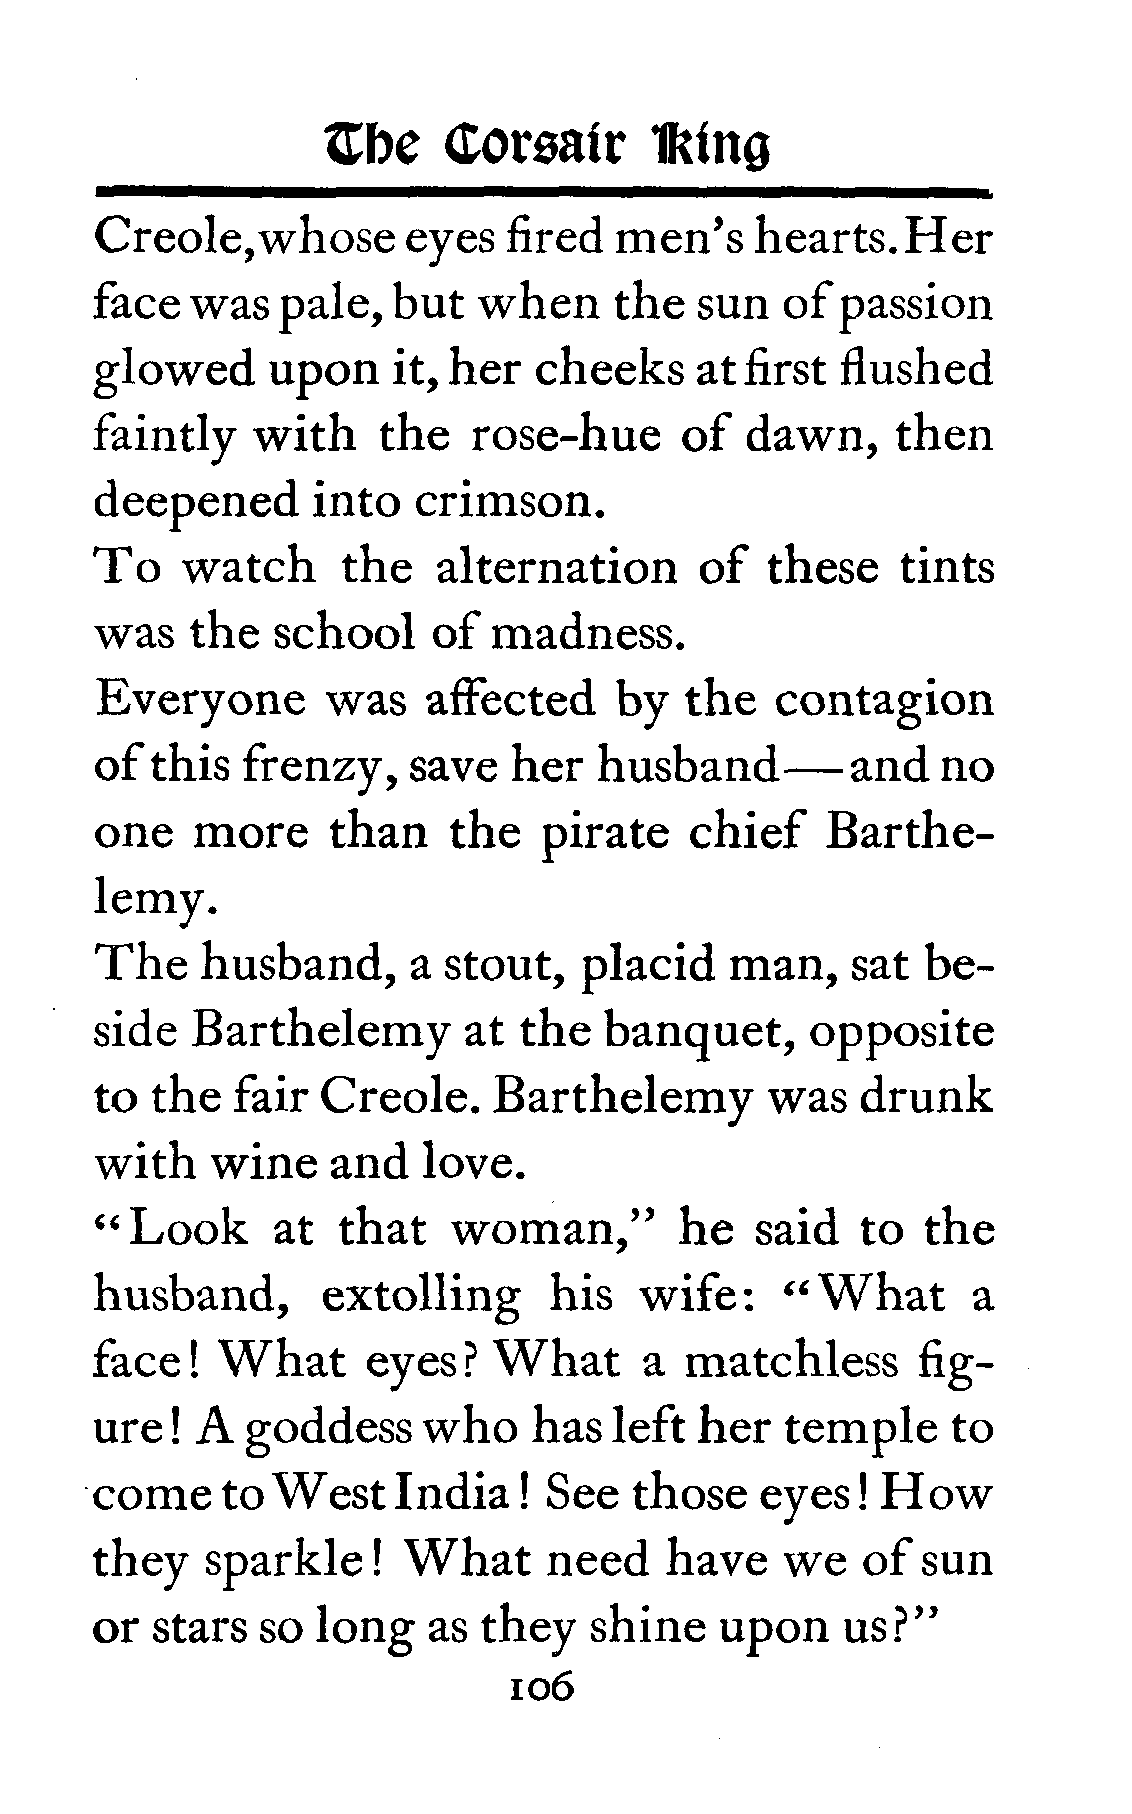 The Corsair King
Creole, whose eyes fired men's hearts. Her
face was pale, but when the sun of passion
glowed upon it, her cheeks at first flushed
faintly with the rose-hue of dawn, then
deepened into crimson.
To watch the alternation of these tints
was the school of madness.
Everyone was affected by the contagion
of this frenzy, save her husband—and no
one more than the pirate chief Barthe-
lemy.
The husband, a stout, placid man, sat be-
side Barthelemy at the banquet, opposite
to the fair Creole. Barthelemy was drunk
with wine and love.
"Look at that woman," he said to the
husband, extolling his wife: "What a
face! What eyes? What a matchless fig-
ure! A goddess who has left her temple to
come to West India! See those eyes! How
they sparkle! What need have we of sun
or stars so long as they shine upon us?"
106